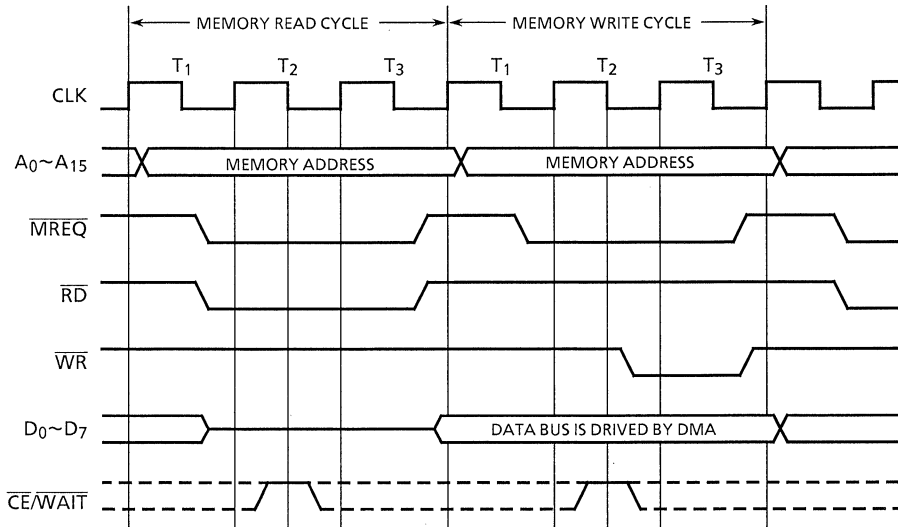 MEMORY READ CYCLE MEMORY WRITE CYCLE
T1 T2 T3 T1 T2 T3
CLK
A0~A15 MEMORY ADDRESS MEMORY ADDRESS
MREQ
RD
WR
D0~D7 DATA BUS IS DRIVED BY DMA
CE/WAIT